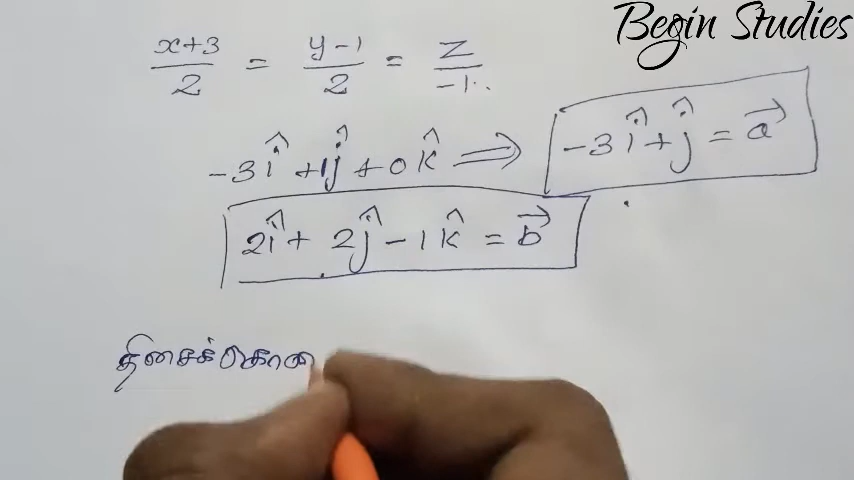 Begin Studies
x+3/2 = y-1/2 = z/-1
-3î + 1ĵ + 0k̂ ⟹ -3î + ĵ = a⃗
2î + 2ĵ - 1k̂ = b⃗